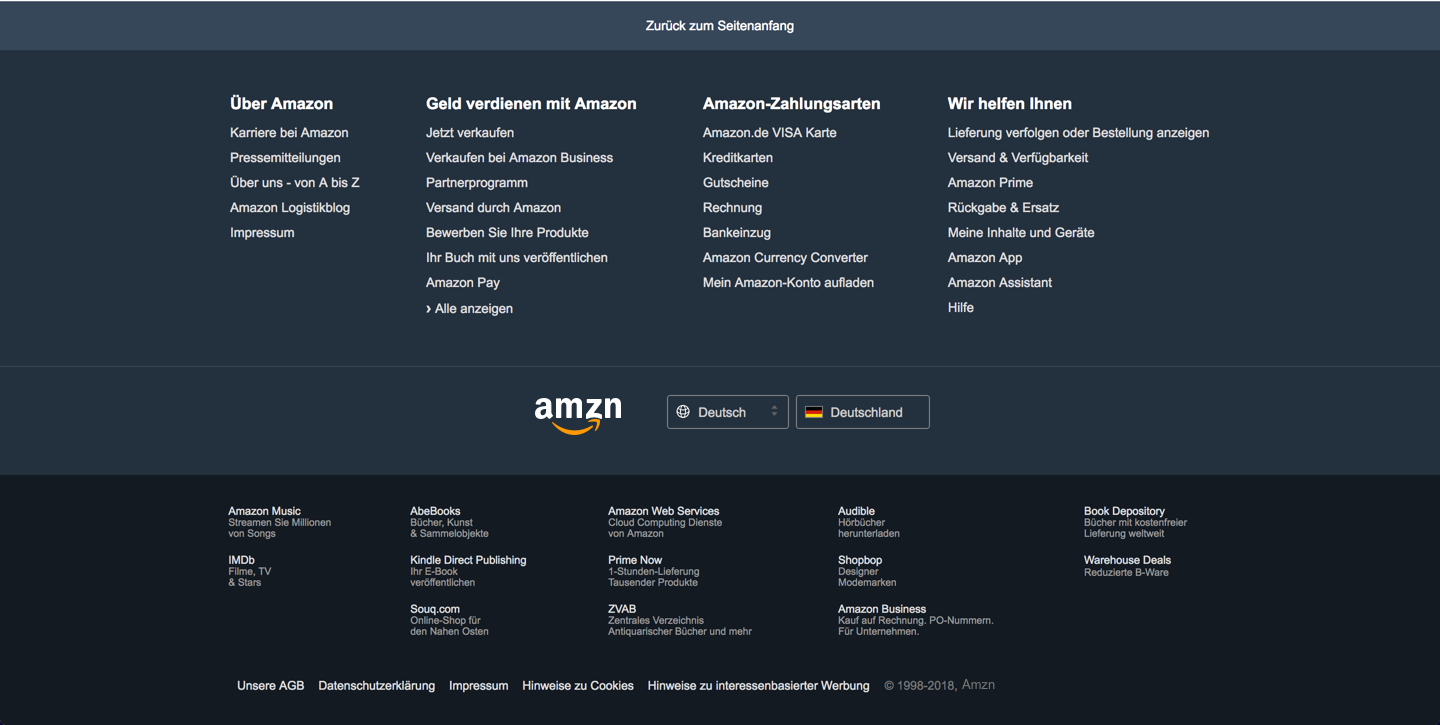 Zurück zum Seitenanfang
Über Amazon
Karriere bei Amazon
Pressemitteilungen
Über uns - von A bis Z
Amazon Logistikblog
Impressum
Geld verdienen mit Amazon
Jetzt verkaufen
Verkaufen bei Amazon Business
Partnerprogramm
Versand durch Amazon
Bewerben Sie Ihre Produkte
Ihr Buch mit uns veröffentlichen
Amazon Pay
› Alle anzeigen
Amazon-Zahlungsarten
Amazon.de VISA Karte
Kreditkarten
Gutscheine
Rechnung
Bankeinzug
Amazon Currency Converter
Mein Amazon-Konto aufladen
Wir helfen Ihnen
Lieferung verfolgen oder Bestellung anzeigen
Versand & Verfügbarkeit
Amazon Prime
Rückgabe & Ersatz
Meine Inhalte und Geräte
Amazon App
Amazon Assistant
Hilfe
amzn
Deutsch
Deutschland
Amazon Music
Streamen Sie Millionen
von Songs
AbeBooks
Bücher, Kunst
& Sammelobjekte
Amazon Web Services
Cloud Computing Dienste
von Amazon
Audible
Hörbücher
herunterladen
Book Depository
Bücher mit kostenfreier
Lieferung weltweit
IMDb
Filme, TV
& Stars
Kindle Direct Publishing
Ihr E-Book
veröffentlichen
Prime Now
1-Stunden-Lieferung
Tausender Produkte
Shopbop
Designer
Modemarken
Warehouse Deals
Reduzierte B-Ware
Souq.com
Online-Shop für
den Nahen Osten
ZVAB
Zentrales Verzeichnis
Antiquarischer Bücher und mehr
Amazon Business
Kauf auf Rechnung. PO-Nummern.
Für Unternehmen.
Unsere AGB Datenschutzerklärung Impressum Hinweise zu Cookies Hinweise zu interessenbasierter Werbung © 1998-2018, Amzn